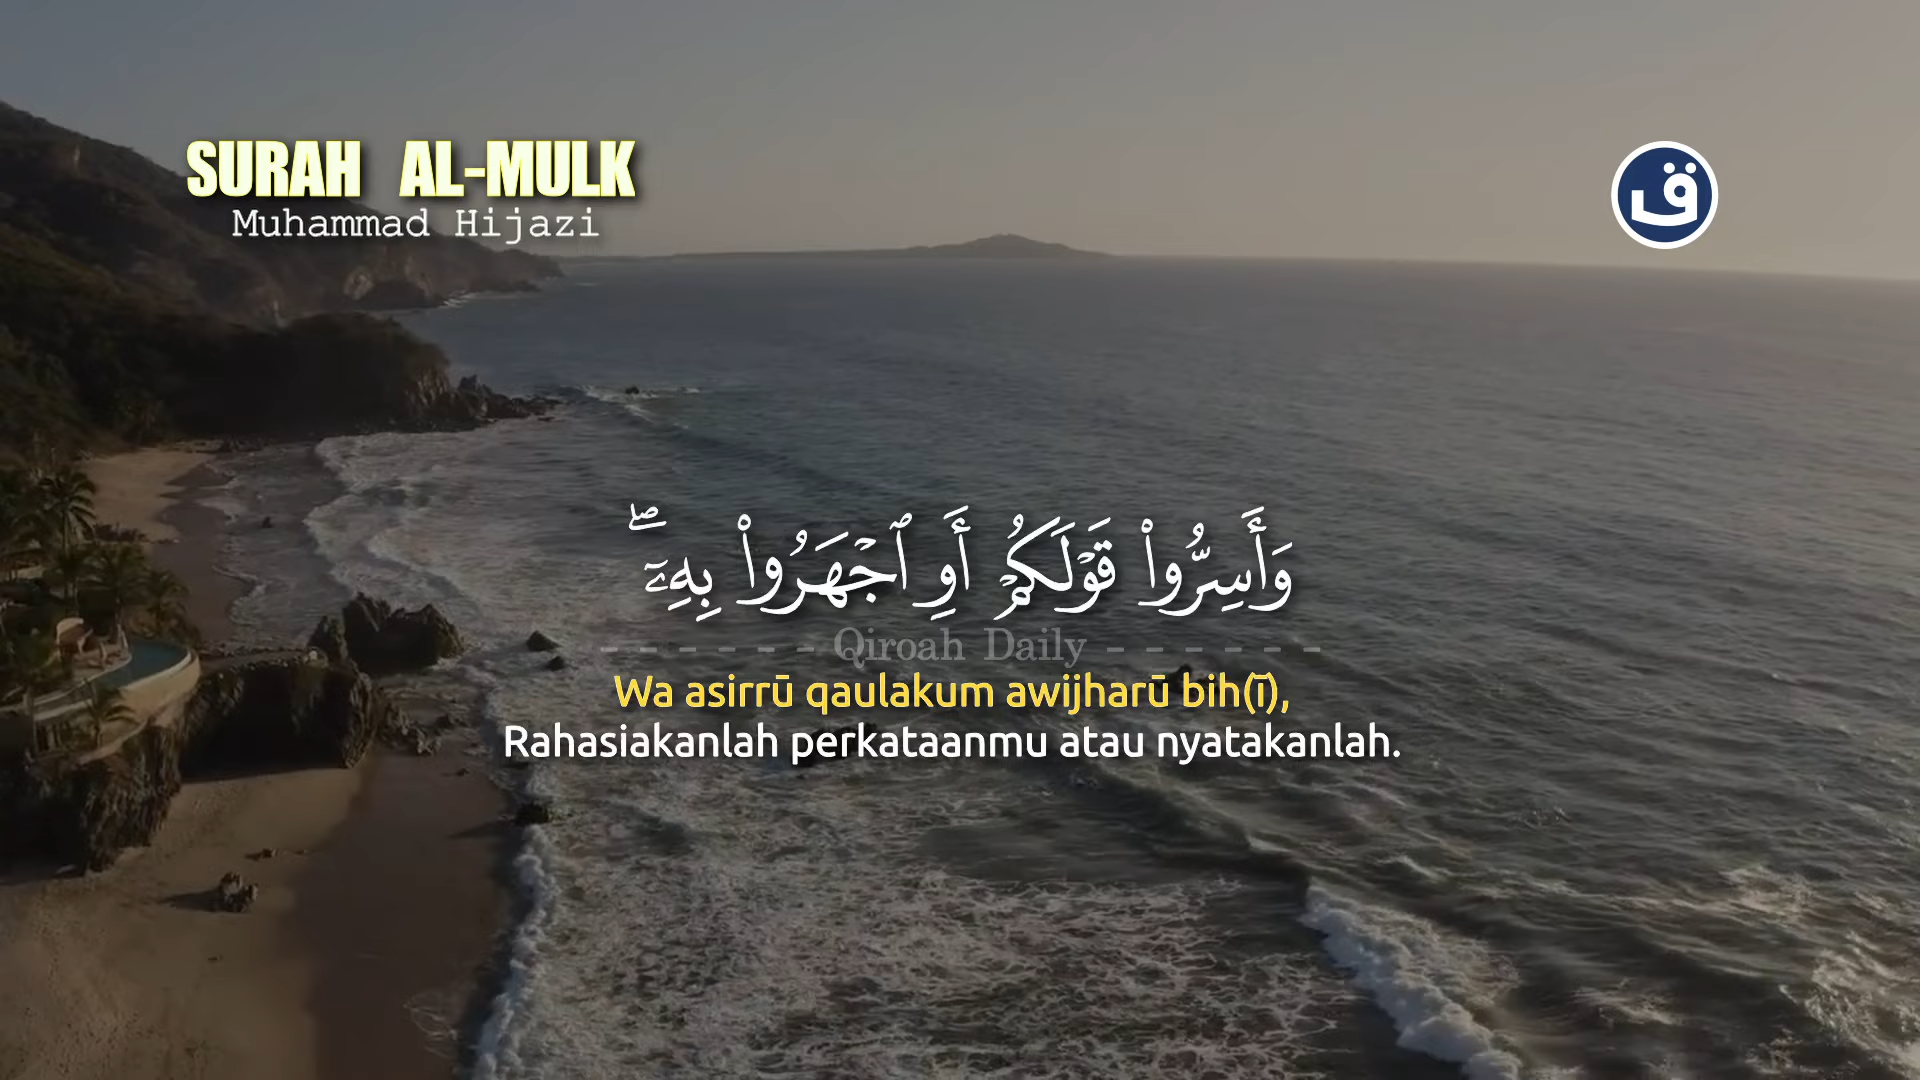 SURAH AL-MULK
Muhammad Hijazi
ق
وَأَسِرُّوا۟ قَوْلَكُمْ أَوِ ٱجْهَرُوا۟ بِهِۦٓ ۖ
- - - - - - Qiroah Daily - - - - - -
Wa asirrū qaulakum awijharū bih(ī),
Rahasiakanlah perkataanmu atau nyatakanlah.